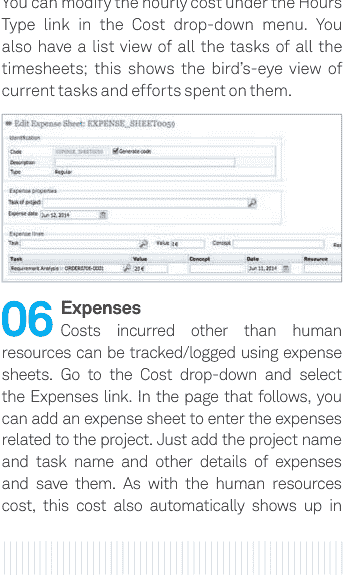 You can modify the hourly cost under the Hours
Type link in the Cost drop-down menu. You
also have a list view of all the tasks of all the
timesheets; this shows the bird's-eye view of
current tasks and efforts spent on them.
Edit Expense Sheet: EXPENSE_SHEET0059
Identification
Code EXPENSE_SHEET0059 Generate code
Description
Type Regular
Expense properties
Task of project
Expense date Jun 12, 2014
Expense lines
Task Value Concept
Task Value Concept Date Resource
Requirement Analysis :: ORDER0706-0001 20 € Jun 11, 2014
06 Expenses
Costs incurred other than human
resources can be tracked/logged using expense
sheets. Go to the Cost drop-down and select
the Expenses link. In the page that follows, you
can add an expense sheet to enter the expenses
related to the project. Just add the project name
and task name and other details of expenses
and save them. As with the human resources
cost, this cost also automatically shows up in